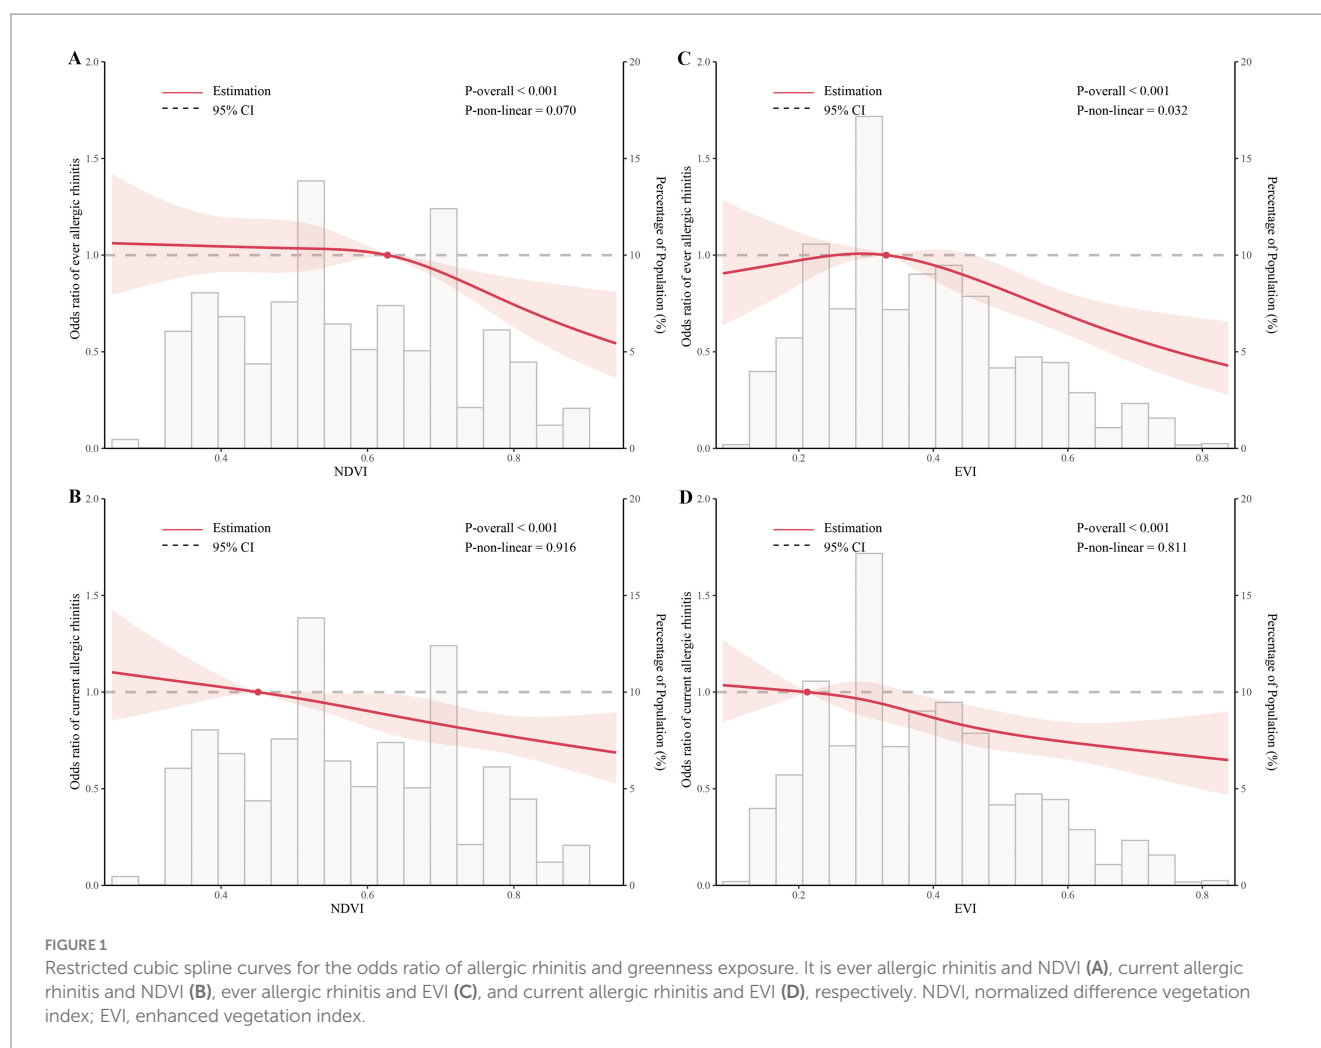 A
2.0
20
Estimation
P-overall < 0.001
95% CI
P-non-linear = 0.070
1.5
15
Odds ratio of ever allergic rhinitis
Percentage of Population (%)
1.0
10
0.5
5
0.0
0
0.4
0.6
0.8
NDVI
C
2.0
20
Estimation
P-overall < 0.001
95% CI
P-non-linear = 0.032
1.5
15
Odds ratio of ever allergic rhinitis
Percentage of Population (%)
1.0
10
0.5
5
0.0
0
0.2
0.4
0.6
0.8
EVI
B
2.0
20
Estimation
P-overall < 0.001
95% CI
P-non-linear = 0.916
1.5
15
Odds ratio of current allergic rhinitis
Percentage of Population (%)
1.0
10
0.5
5
0.0
0
0.4
0.6
0.8
NDVI
D
2.0
20
Estimation
P-overall < 0.001
95% CI
P-non-linear = 0.811
1.5
15
Odds ratio of current allergic rhinitis
Percentage of Population (%)
1.0
10
0.5
5
0.0
0
0.2
0.4
0.6
0.8
EVI
FIGURE 1
Restricted cubic spline curves for the odds ratio of allergic rhinitis and greenness exposure. It is ever allergic rhinitis and NDVI (A), current allergic
rhinitis and NDVI (B), ever allergic rhinitis and EVI (C), and current allergic rhinitis and EVI (D), respectively. NDVI, normalized difference vegetation
index; EVI, enhanced vegetation index.